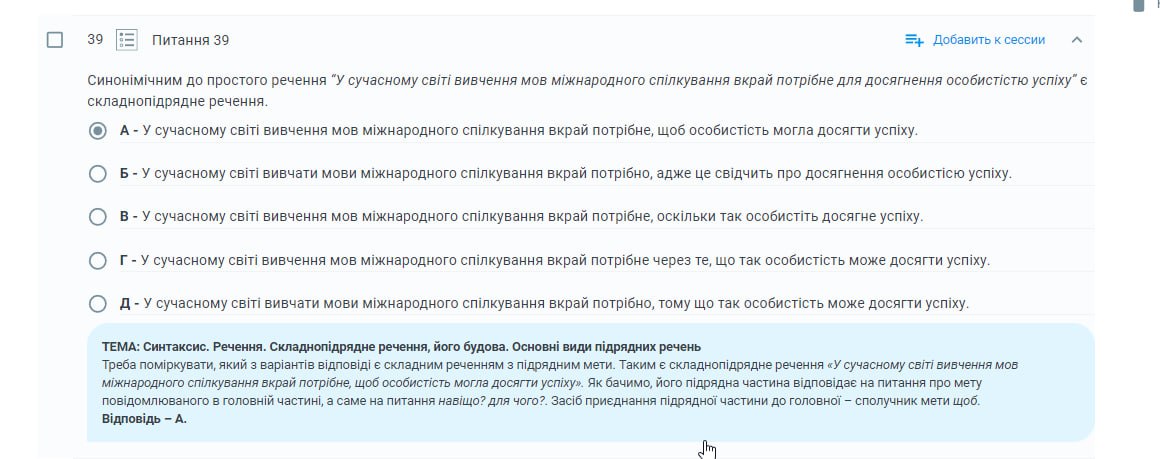 39 Питання 39 Добавить к сессии
Синонімічним до простого речення “У сучасному світі вивчення мов міжнародного спілкування вкрай потрібне для досягнення особистістю успіху” є
складнопідрядне речення.
А - У сучасному світі вивчення мов міжнародного спілкування вкрай потрібне, щоб особистість могла досягти успіху.
Б - У сучасному світі вивчати мови міжнародного спілкування вкрай потрібно, адже це свідчить про досягнення особистісю успіху.
В - У сучасному світі вивчення мов міжнародного спілкування вкрай потрібне, оскільки так особистіть досягне успіху.
Г - У сучасному світі вивчення мов міжнародного спілкування вкрай потрібне через те, що так особистість може досягти успіху.
Д - У сучасному світі вивчати мови міжнародного спілкування вкрай потрібно, тому що так особистість може досягти успіху.
ТЕМА: Синтаксис. Речення. Складнопідрядне речення, його будова. Основні види підрядних речень
Треба поміркувати, який з варіантів відповіді є складним реченням з підрядним мети. Таким є складнопідрядне речення «У сучасному світі вивчення мов
міжнародного спілкування вкрай потрібне, щоб особистість могла досягти успіху». Як бачимо, його підрядна частина відповідає на питання про мету
повідомлюваного в головній частині, а саме на питання навіщо? для чого?. Засіб приєднання підрядної частини до головної – сполучник мети щоб.
Відповідь – А.